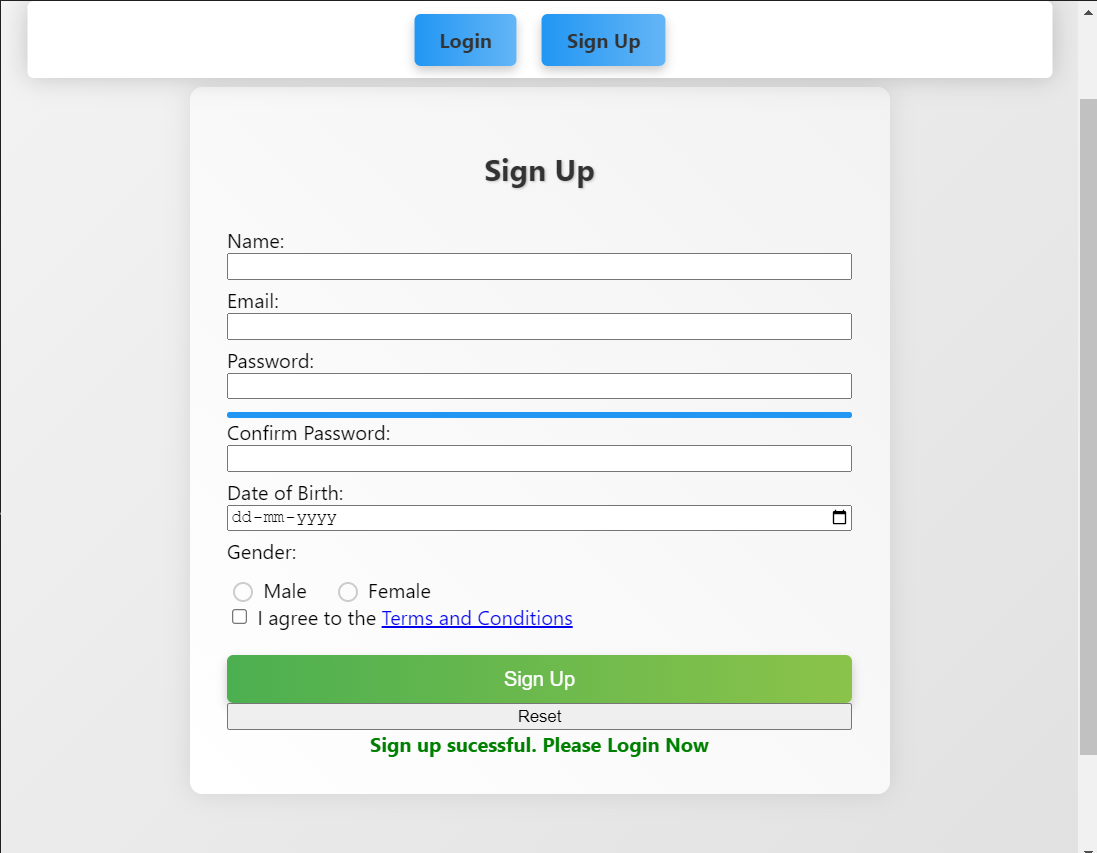 Login Sign Up
Sign Up
Name:
Email:
Password:
Confirm Password:
Date of Birth:
dd-mm-yyyy
Gender:
Male Female
I agree to the Terms and Conditions
Sign Up
Reset
Sign up sucessful. Please Login Now